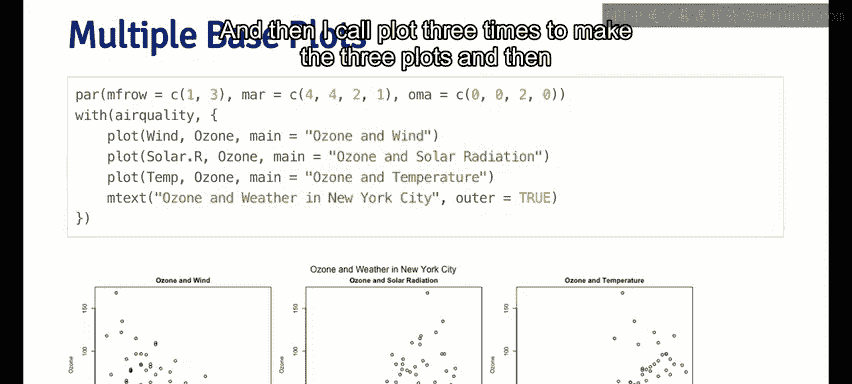 Multiple Base Plots
And then I call plot three times to make
the three plots and then
par(mfrow = c(1, 3), mar = c(4, 4, 2, 1), oma = c(0, 0, 2, 0))
with(airquality, {
plot(Wind, Ozone, main = "Ozone and Wind")
plot(Solar.R, Ozone, main = "Ozone and Solar Radiation")
plot(Temp, Ozone, main = "Ozone and Temperature")
mtext("Ozone and Weather in New York City", outer = TRUE)
})
Ozone and Weather in New York City
Ozone and Wind
Ozone and Solar Radiation
Ozone and Temperature
150
150
150
100
100
100
Ozone
Ozone
Ozone